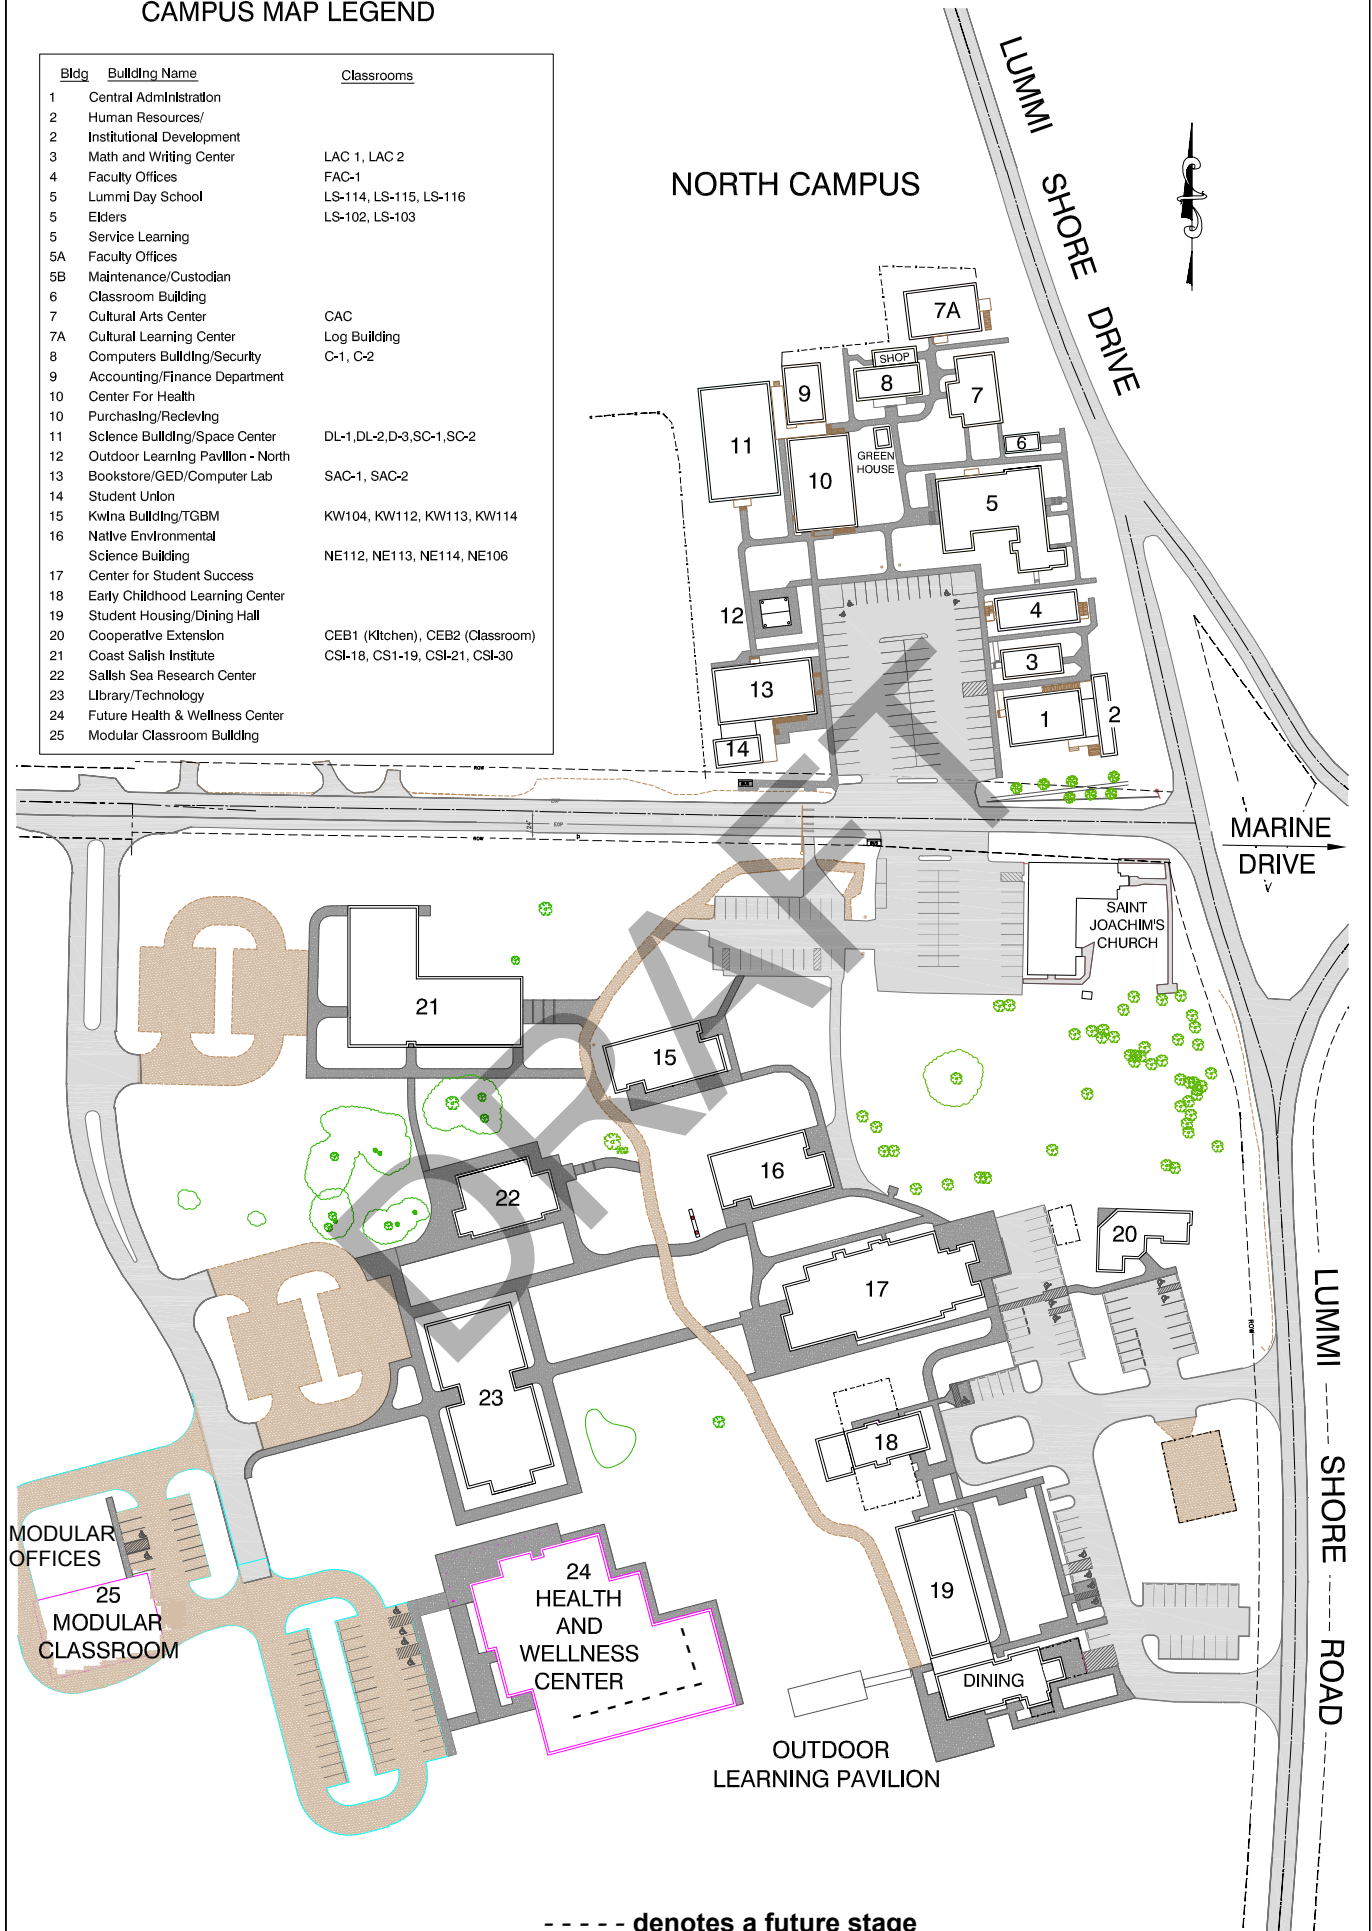 CAMPUS MAP LEGEND
Bldg Building Name Classrooms
1 Central Administration
2 Human Resources/
2 Institutional Development
3 Math and Writing Center LAC 1, LAC 2
4 Faculty Offices FAC-1
5 Lummi Day School LS-114, LS-115, LS-116
5 Elders LS-102, LS-103
5 Service Learning
5A Faculty Offices
5B Maintenance/Custodian
6 Classroom Building
7 Cultural Arts Center CAC
7A Cultural Learning Center Log Building
8 Computers Building/Security C-1, C-2
9 Accounting/Finance Department
10 Center For Health
10 Purchasing/Recieving
11 Science Building/Space Center DL-1,DL-2,D-3,SC-1,SC-2
12 Outdoor Learning Pavilion - North
13 Bookstore/GED/Computer Lab SAC-1, SAC-2
14 Student Union
15 Kwina Building/TGBM KW104, KW112, KW113, KW114
16 Native Environmental
Science Building NE112, NE113, NE114, NE106
17 Center for Student Success
18 Early Childhood Learning Center
19 Student Housing/Dining Hall
20 Cooperative Extension CEB1 (Kitchen), CEB2 (Classroom)
21 Coast Salish Institute CSI-18, CS1-19, CSI-21, CSI-30
22 Salish Sea Research Center
23 Library/Technology
24 Future Health & Wellness Center
25 Modular Classroom Building
NORTH CAMPUS
LUMMI SHORE DRIVE
7A
SHOP
8
9
7
11
6
GREEN
HOUSE
10
5
12
4
3
13
1
2
14
ROW
BUS
EOP
EOP
24'
ROW
BUS
MARINE
DRIVE
SAINT
JOACHIM'S
CHURCH
21
15
16
22
20
17
ROW
LUMMI SHORE ROAD
23
18
MODULAR
OFFICES
25
MODULAR
CLASSROOM
24
HEALTH
AND
WELLNESS
CENTER
19
DINING
OUTDOOR
LEARNING PAVILION
DRAFT
- - - - - denotes a future stage